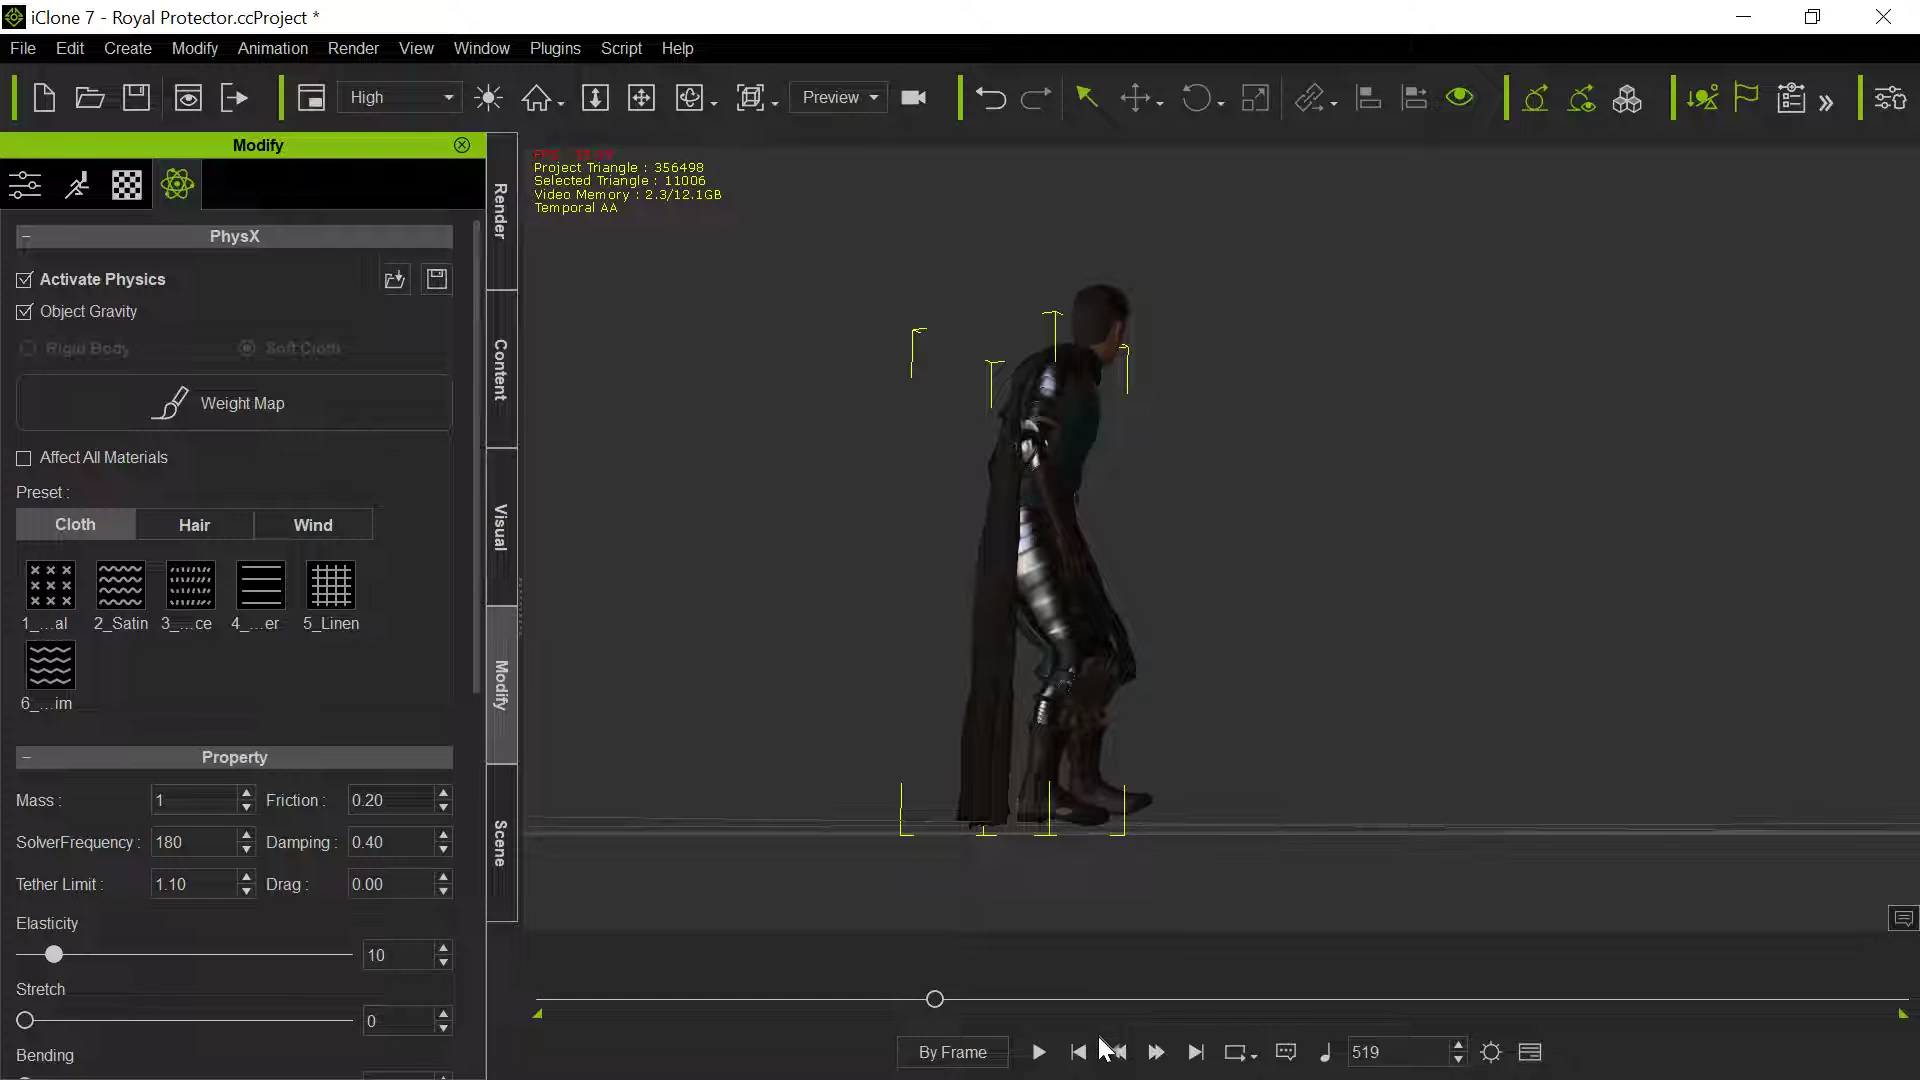 iClone 7 - Royal Protector.ccProject *
File Edit Create Modify Animation Render View Window Plugins Script Help
High
Preview
Modify
PhysX
Activate Physics
Object Gravity
Rigid Body Soft Cloth
Weight Map
Affect All Materials
Preset :
Cloth Hair Wind
1_...al 2_Satin 3_...ce 4_...er 5_Linen
6_...im
Property
Mass : 1 Friction : 0.20
SolverFrequency : 180 Damping : 0.40
Tether Limit : 1.10 Drag : 0.00
Elasticity
10
Stretch
0
Bending
Render
Content
Visual
Modify
Scene
Project Triangle : 356498
Selected Triangle : 11006
Video Memory : 2.3/12.1GB
Temporal AA
By Frame
519